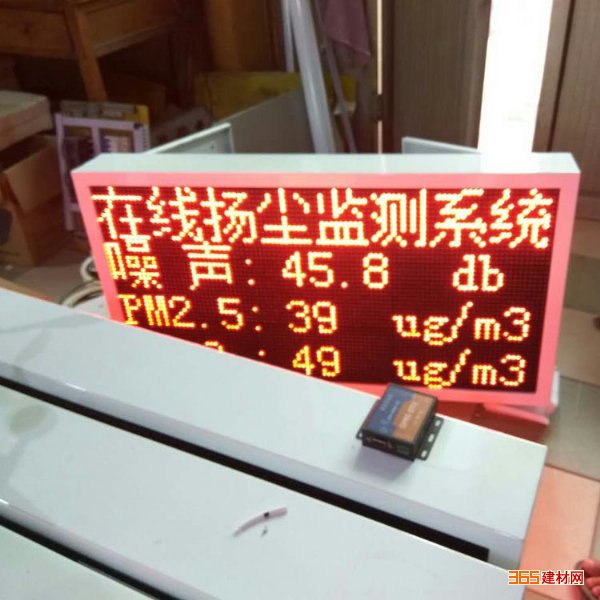 在线扬尘监测系统
噪 声: 45.8 db
PM2.5: 39 ug/m3
: 49 ug/m3
365建材网